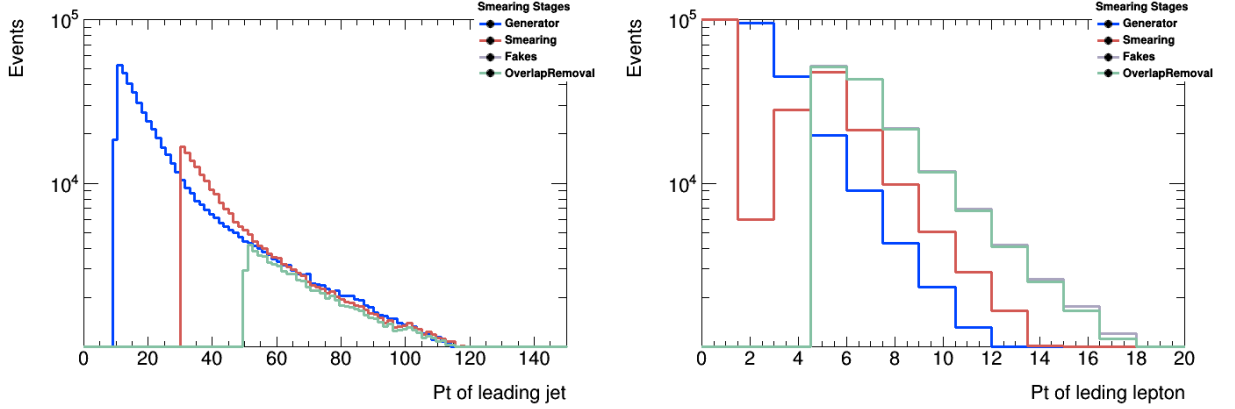 Smearing Stages
Generator
Smearing
Fakes
OverlapRemoval
Events
10^5
10^4
0 20 40 60 80 100 120 140
Pt of leading jet
Smearing Stages
Generator
Smearing
Fakes
OverlapRemoval
Events
10^5
10^4
0 2 4 6 8 10 12 14 16 18 20
Pt of leding lepton